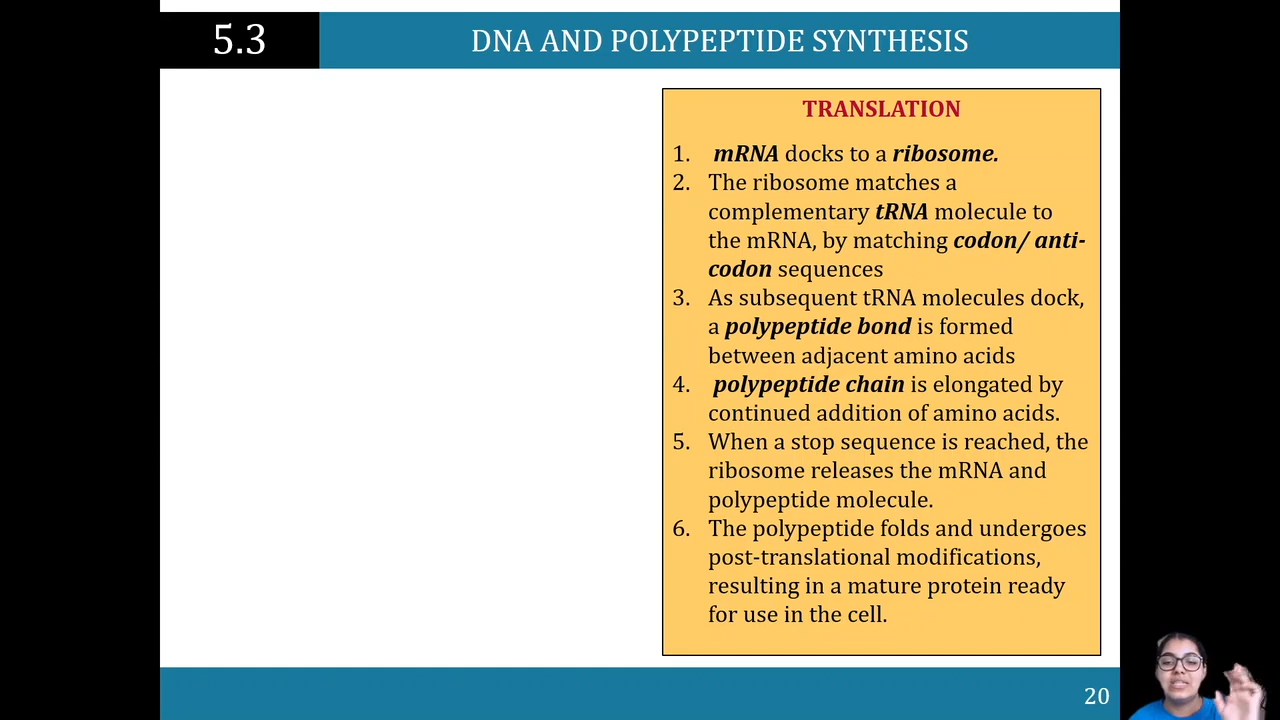 5.3
DNA AND POLYPEPTIDE SYNTHESIS
TRANSLATION
1. mRNA docks to a ribosome.
2. The ribosome matches a
complementary tRNA molecule to
the mRNA, by matching codon/ anti-
codon sequences
3. As subsequent tRNA molecules dock,
a polypeptide bond is formed
between adjacent amino acids
4. polypeptide chain is elongated by
continued addition of amino acids.
5. When a stop sequence is reached, the
ribosome releases the mRNA and
polypeptide molecule.
6. The polypeptide folds and undergoes
post-translational modifications,
resulting in a mature protein ready
for use in the cell.
20